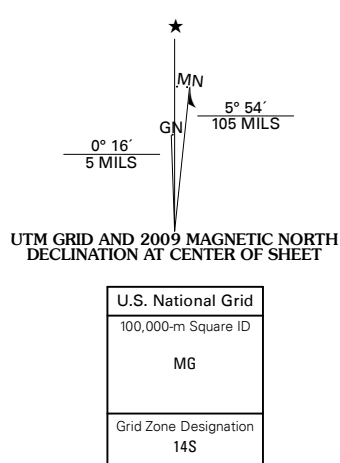 ★
MN
GN
5° 54´
105 MILS
0° 16´
5 MILS
UTM GRID AND 2009 MAGNETIC NORTH
DECLINATION AT CENTER OF SHEET
U.S. National Grid
100,000-m Square ID
MG
Grid Zone Designation
14S